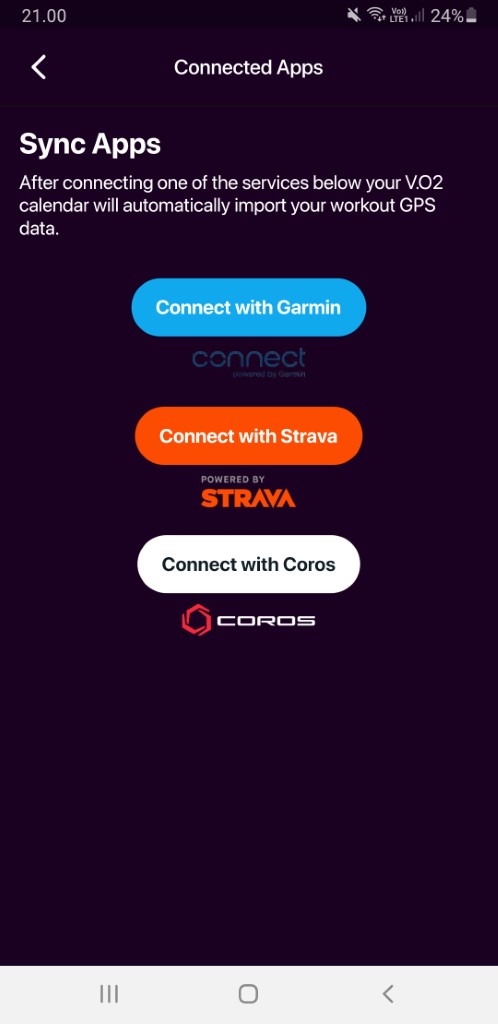 21.00
Vo)) LTE1 24%
Connected Apps
Sync Apps
After connecting one of the services below your V.O2
calendar will automatically import your workout GPS
data.
Connect with Garmin
connect
powered by Garmin
Connect with Strava
POWERED BY
STRAVA
Connect with Coros
COROS